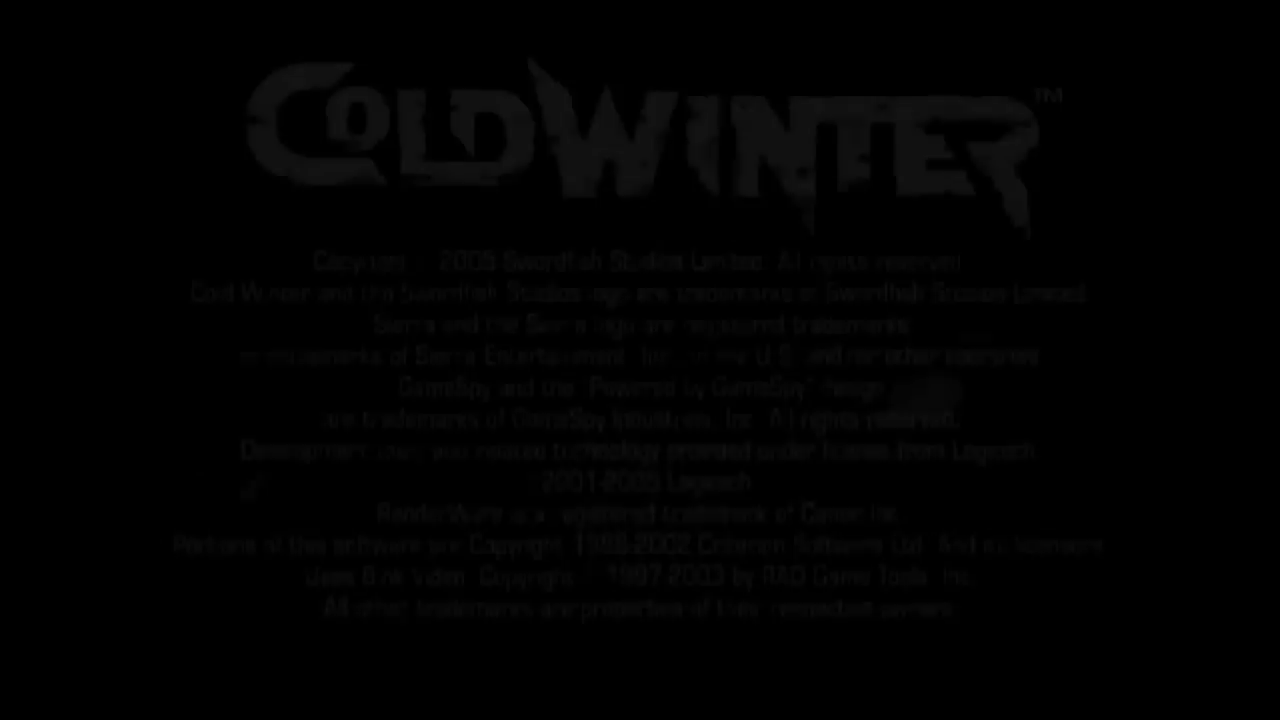 COLDWINTER™
Copyright 2005 Swordfish Studios Limited. All rights reserved.
Cold Winter and the Swordfish Studios logo are trademarks of Swordfish Studios Limited.
Sierra and the Sierra logo are registered trademarks
or trademarks of Sierra Entertainment, Inc. in the U.S. and/or other countries.
GameSpy and the "Powered by GameSpy" design
are trademarks of GameSpy Industries, Inc. All rights reserved.
Development and related technology provided under license from Logitech.
2001-2005 Logitech
RenderWare is a registered trademark of Canon Inc.
Portions of this software are Copyright 1998-2002 Criterion Software Ltd. And its licensors
Uses Bink Video. Copyright 1997-2003 by RAD Game Tools, Inc.
All other trademarks are properties of their respective owners.